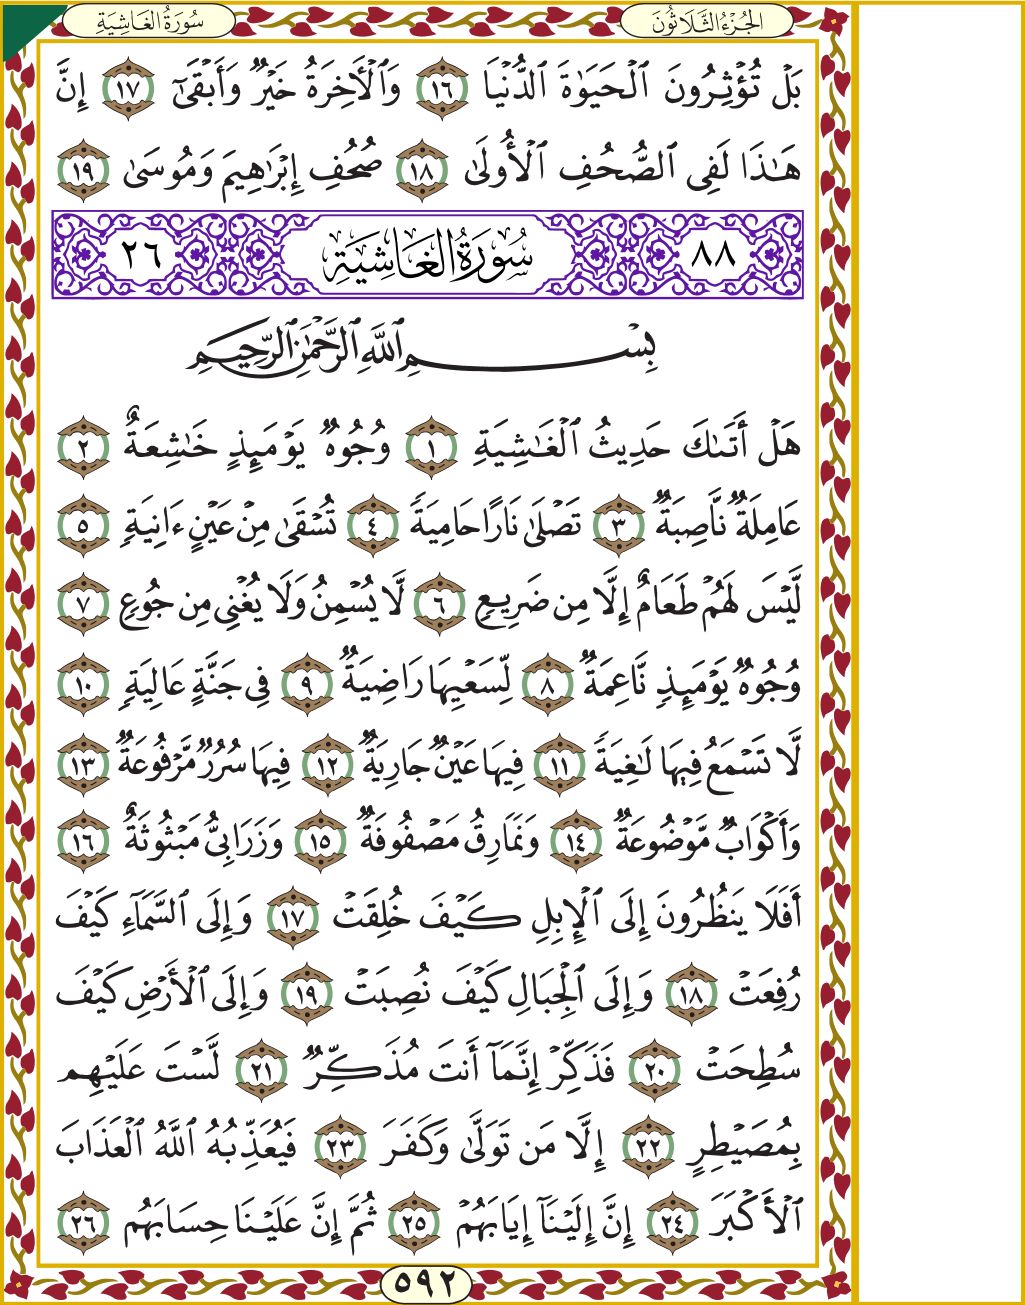 سُورَةُ الغَاشِيَةِ
الجُزْءُ الثَّلَاثُونَ
بَلْ تُؤْثِرُونَ ٱلْحَيَوٰةَ ٱلدُّنْيَا ١٦ وَٱلْأَخِرَةُ خَيْرٌ وَأَبْقَىٰٓ ١٧ إِنَّ
هَـٰذَا لَفِى ٱلصُّحُفِ ٱلْأُولَىٰ ١٨ صُحُفِ إِبْرَٰهِيمَ وَمُوسَىٰ ١٩
٨٨ سُورَةُ الغَاشِيَةِ ٢٦
بِسْمِ ٱللَّهِ ٱلرَّحْمَـٰنِ ٱلرَّحِيمِ
هَلْ أَتَىٰكَ حَدِيثُ ٱلْغَـٰشِيَةِ ١ وُجُوهٌ يَوْمَئِذٍ خَـٰشِعَةٌ ٢
عَامِلَةٌ نَّاصِبَةٌ ٣ تَصْلَىٰ نَارًا حَامِيَةً ٤ تُسْقَىٰ مِنْ عَيْنٍ ءَانِيَةٍ ٥
لَّيْسَ لَهُمْ طَعَامٌ إِلَّا مِن ضَرِيعٍ ٦ لَّا يُسْمِنُ وَلَا يُغْنِى مِن جُوعٍ ٧
وُجُوهٌ يَوْمَئِذٍ نَّاعِمَةٌ ٨ لِّسَعْيِهَا رَاضِيَةٌ ٩ فِى جَنَّةٍ عَالِيَةٍ ١٠
لَّا تَسْمَعُ فِيهَا لَـٰغِيَةً ١١ فِيهَا عَيْنٌ جَارِيَةٌ ١٢ فِيهَا سُرُرٌ مَّرْفُوعَةٌ ١٣
وَأَكْوَابٌ مَّوْضُوعَةٌ ١٤ وَنَمَارِقُ مَصْفُوفَةٌ ١٥ وَزَرَابِىُّ مَبْثُوثَةٌ ١٦
أَفَلَا يَنظُرُونَ إِلَى ٱلْإِبِلِ كَيْفَ خُلِقَتْ ١٧ وَإِلَى ٱلسَّمَآءِ كَيْفَ
رُفِعَتْ ١٨ وَإِلَى ٱلْجِبَالِ كَيْفَ نُصِبَتْ ١٩ وَإِلَى ٱلْأَرْضِ كَيْفَ
سُطِحَتْ ٢٠ فَذَكِّرْ إِنَّمَآ أَنتَ مُذَكِّرٌ ٢١ لَّسْتَ عَلَيْهِم
بِمُصَيْطِرٍ ٢٢ إِلَّا مَن تَوَلَّىٰ وَكَفَرَ ٢٣ فَيُعَذِّبُهُ ٱللَّهُ ٱلْعَذَابَ
ٱلْأَكْبَرَ ٢٤ إِنَّ إِلَيْنَآ إِيَابَهُمْ ٢٥ ثُمَّ إِنَّ عَلَيْنَا حِسَابَهُم ٢٦
٥٩٢